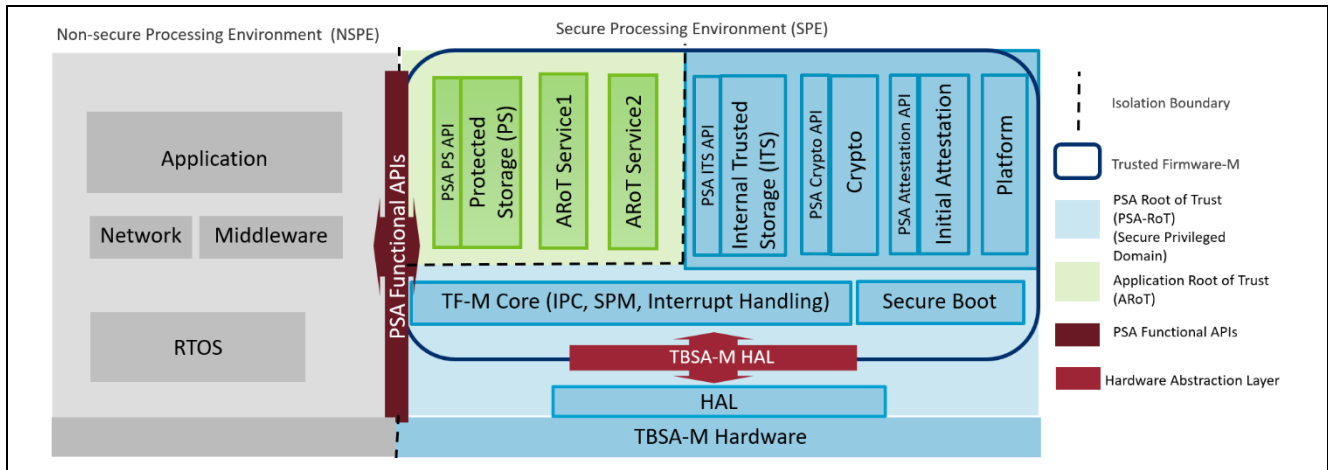 Non-secure Processing Environment (NSPE)
Secure Processing Environment (SPE)
Application
Network
Middleware
RTOS
PSA Functional APIs
PSA PS API
Protected
Storage (PS)
ARoT Service1
ARoT Service2
PSA ITS API
Internal Trusted
Storage (ITS)
PSA Crypto API
Crypto
PSA Attestation API
Initial Attestation
Platform
TF-M Core (IPC, SPM, Interrupt Handling)
Secure Boot
TBSA-M HAL
HAL
TBSA-M Hardware
Isolation Boundary
Trusted Firmware-M
PSA Root of Trust
(PSA-RoT)
(Secure Privileged
Domain)
Application Root of Trust
(ARoT)
PSA Functional APIs
Hardware Abstraction Layer